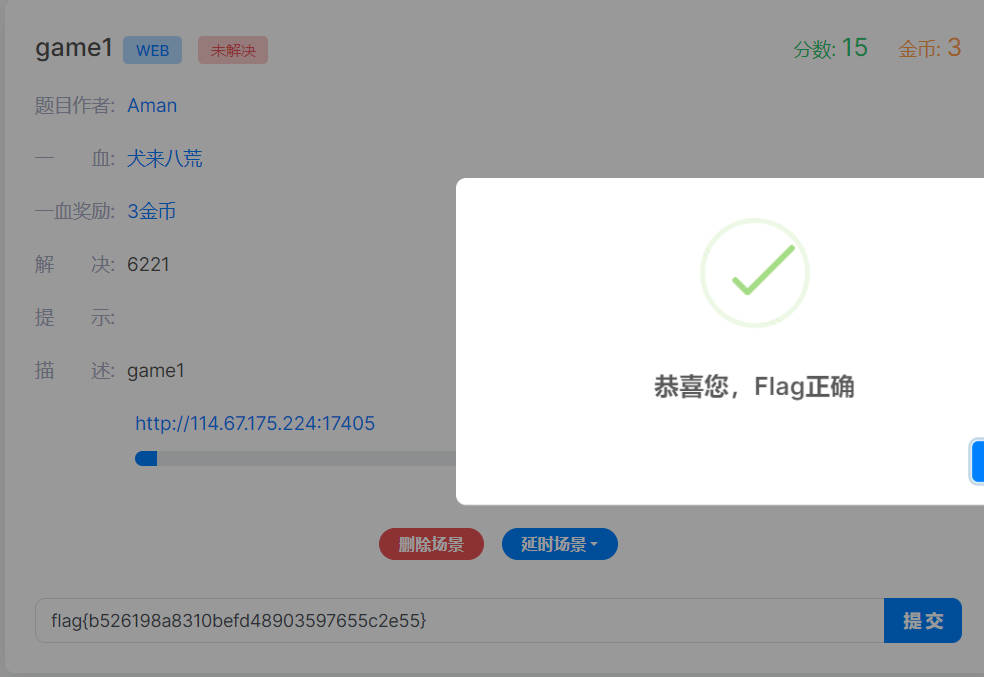 game1 WEB 未解决 分数: 15 金币: 3
题目作者: Aman
一 血: 犬来八荒
一血奖励: 3金币
解 决: 6221
提 示:
描 述: game1
恭喜您，Flag正确
http://114.67.175.224:17405
删除场景 延时场景
flag{b526198a8310befd48903597655c2e55} 提交